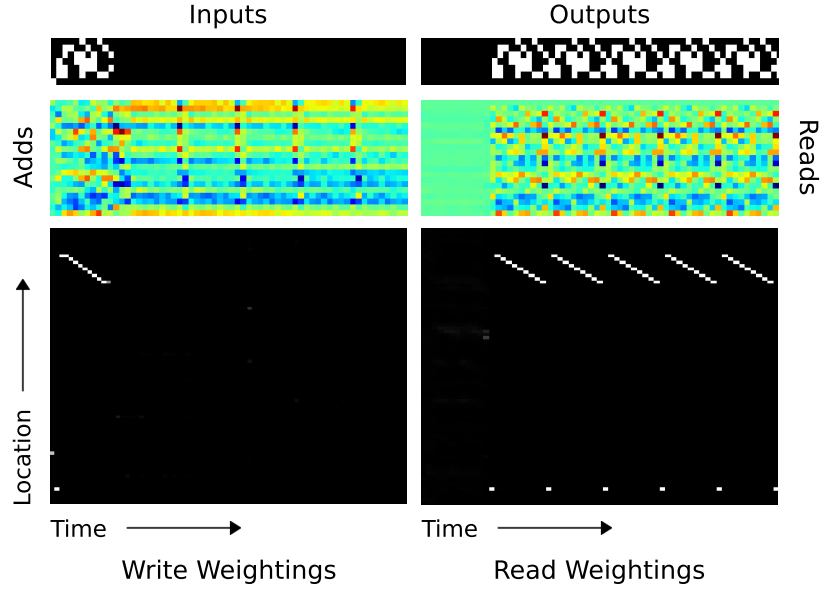 Inputs
Outputs
Adds
Reads
Location
Time
Time
Write Weightings
Read Weightings